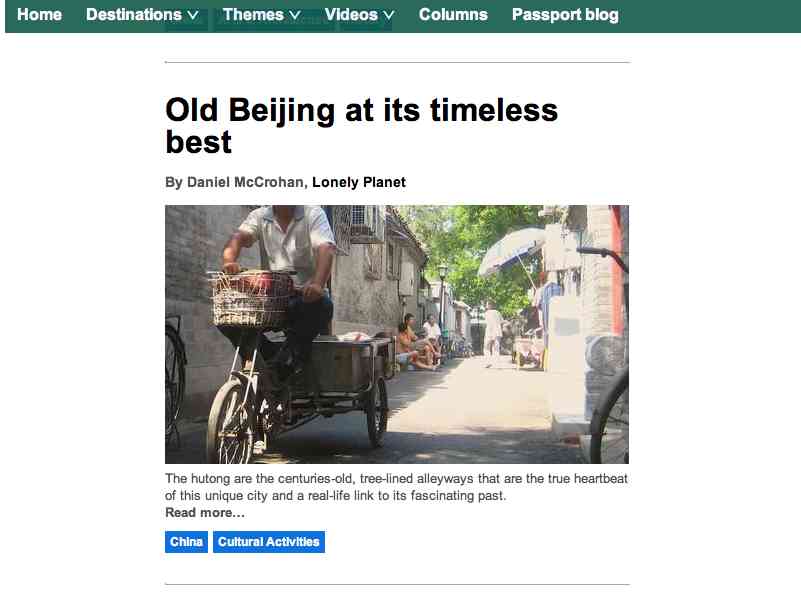 Home Destinations Themes Videos Columns Passport blog
Old Beijing at its timeless
best
By Daniel McCrohan, Lonely Planet
The hutong are the centuries-old, tree-lined alleyways that are the true heartbeat
of this unique city and a real-life link to its fascinating past.
Read more…
China Cultural Activities